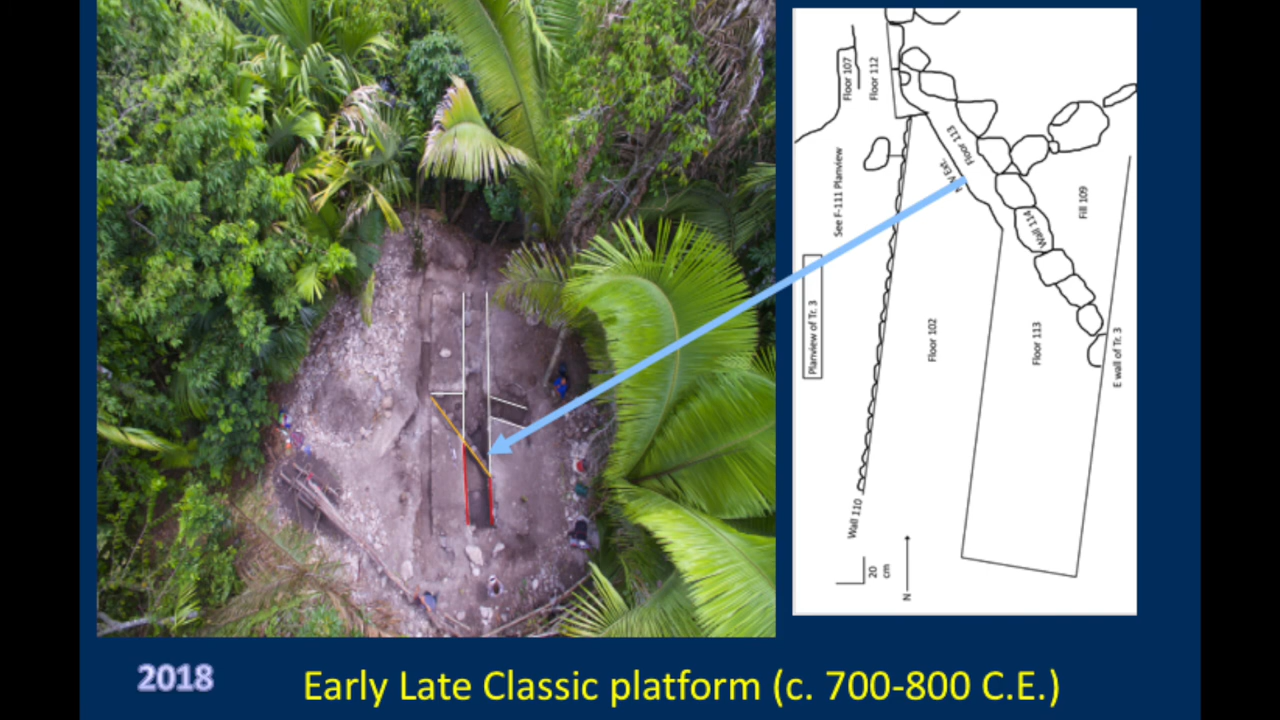 Floor 107
Floor 112
Floor 113
See F-111 Planview
Wall 114
Fill 109
Planview of Tr. 3
Floor 102
Floor 113
E wall of Tr. 3
Wall 110
20
cm
N
2018
Early Late Classic platform (c. 700-800 C.E.)